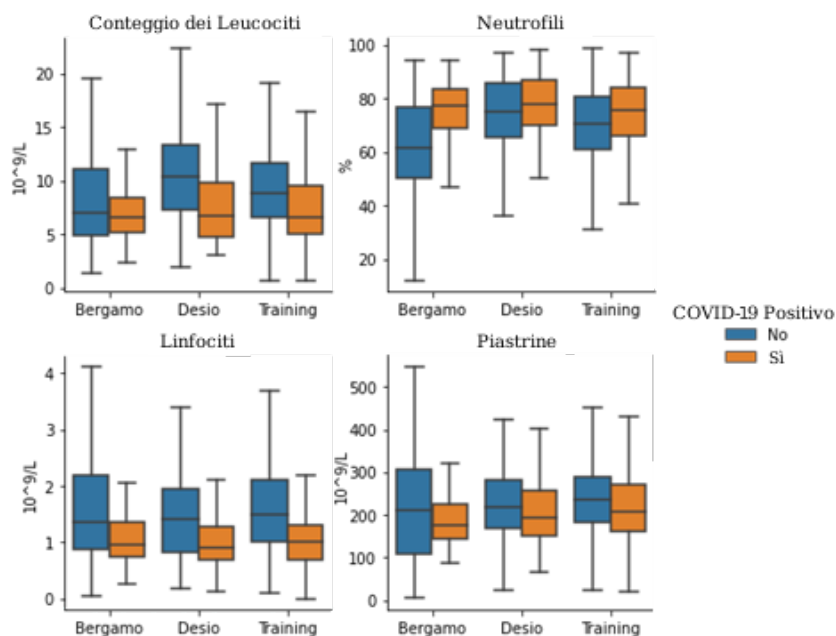 Conteggio dei Leucociti
10^9/L
20
15
10
5
0
Bergamo Desio Training
Neutrofili
%
100
80
60
40
20
Bergamo Desio Training
COVID-19 Positivo
No
Sì
Linfociti
10^9/L
4
3
2
1
0
Bergamo Desio Training
Piastrine
10^9/L
500
400
300
200
100
0
Bergamo Desio Training